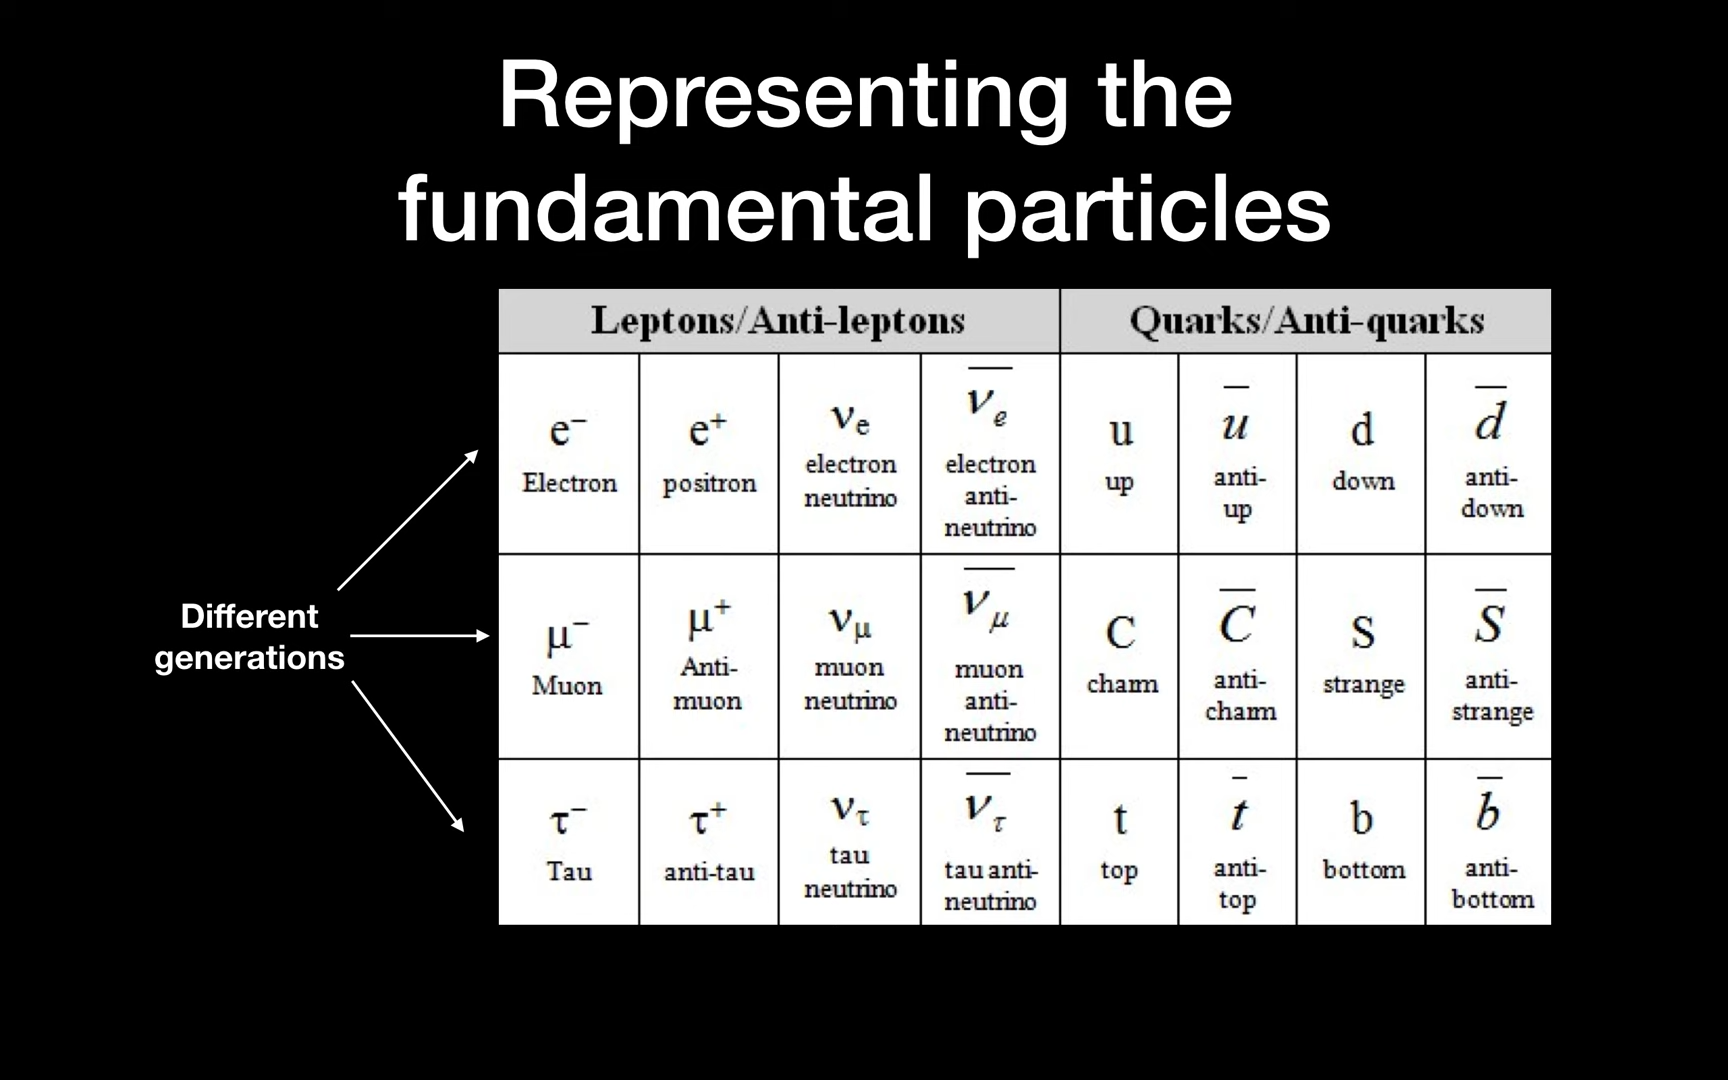 Representing the
fundamental particles
Leptons/Anti-leptons Quarks/Anti-quarks
e⁻ e⁺ νₑ ν̅ₑ u u̅ d d̅
Electron positron electron neutrino electron anti-neutrino up anti-up down anti-down
Different
generations
μ⁻ μ⁺ ν_μ ν̅_μ C C̅ S S̅
Muon Anti-muon muon neutrino muon anti-neutrino charm anti-charm strange anti-strange
τ⁻ τ⁺ ν_τ ν̅_τ t t̅ b b̅
Tau anti-tau tau neutrino tau anti-neutrino top anti-top bottom anti-bottom